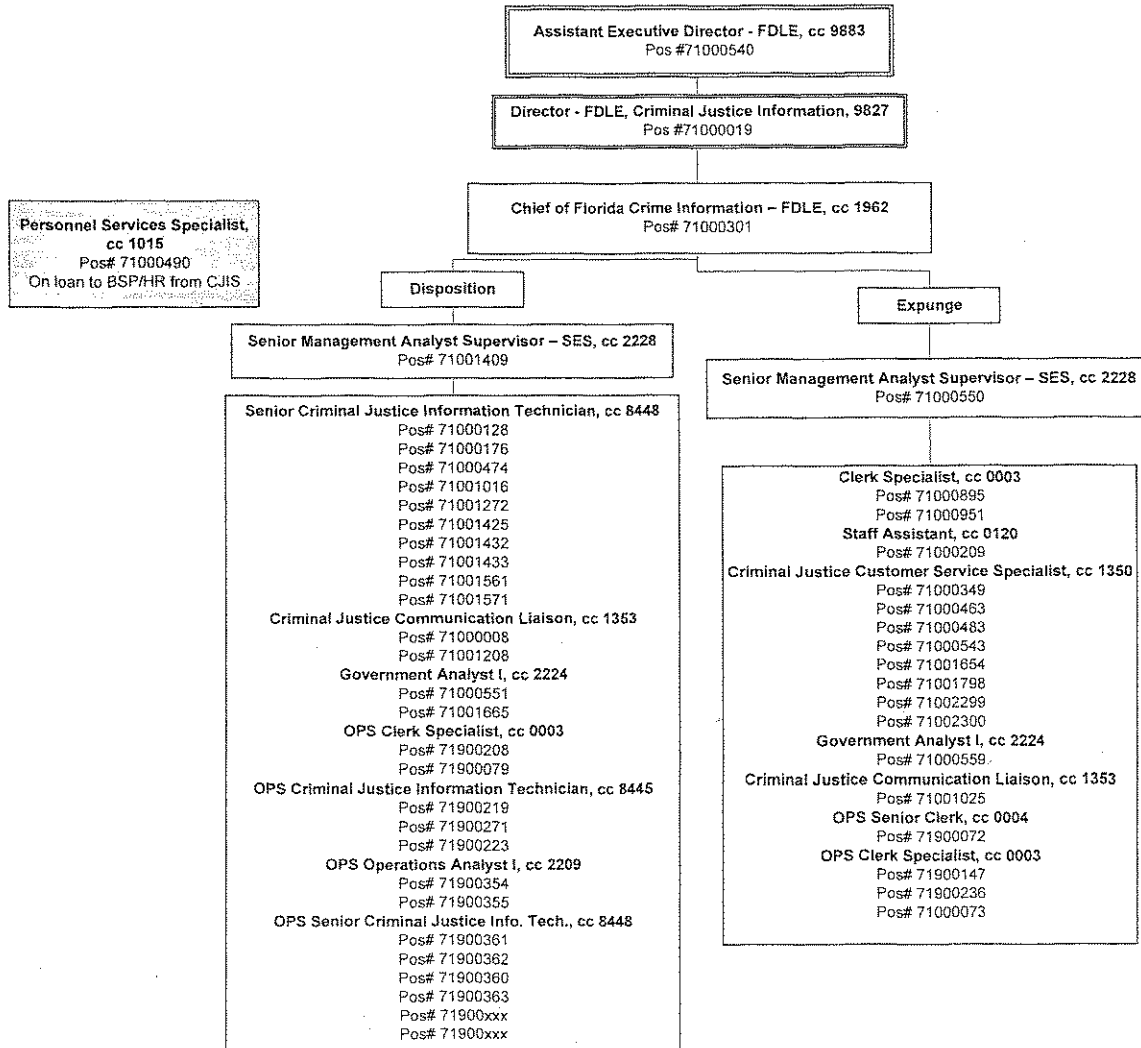 Assistant Executive Director - FDLE, cc 9883
Pos #71000540
Director - FDLE, Criminal Justice Information, 9827
Pos #71000019
Chief of Florida Crime Information – FDLE, cc 1962
Pos# 71000301
Personnel Services Specialist,
cc 1015
Pos# 71000490
On loan to BSP/HR from CJIS
Disposition
Senior Management Analyst Supervisor – SES, cc 2228
Pos# 71001409
Senior Criminal Justice Information Technician, cc 8448
Pos# 71000128
Pos# 71000176
Pos# 71000474
Pos# 71001016
Pos# 71001272
Pos# 71001425
Pos# 71001432
Pos# 71001433
Pos# 71001561
Pos# 71001571
Criminal Justice Communication Liaison, cc 1353
Pos# 71000008
Pos# 71001208
Government Analyst I, cc 2224
Pos# 71000551
Pos# 71001665
OPS Clerk Specialist, cc 0003
Pos# 71900208
Pos# 71900079
OPS Criminal Justice Information Technician, cc 8445
Pos# 71900219
Pos# 71900271
Pos# 71900223
OPS Operations Analyst I, cc 2209
Pos# 71900354
Pos# 71900355
OPS Senior Criminal Justice Info. Tech., cc 8448
Pos# 71900361
Pos# 71900362
Pos# 71900360
Pos# 71900363
Pos# 71900xxx
Pos# 71900xxx
Expunge
Senior Management Analyst Supervisor – SES, cc 2228
Pos# 71000550
Clerk Specialist, cc 0003
Pos# 71000895
Pos# 71000951
Staff Assistant, cc 0120
Pos# 71000209
Criminal Justice Customer Service Specialist, cc 1350
Pos# 71000349
Pos# 71000463
Pos# 71000483
Pos# 71000543
Pos# 71001654
Pos# 71001798
Pos# 71002299
Pos# 71002300
Government Analyst I, cc 2224
Pos# 71000559
Criminal Justice Communication Liaison, cc 1353
Pos# 71001025
OPS Senior Clerk, cc 0004
Pos# 71900072
OPS Clerk Specialist, cc 0003
Pos# 71900147
Pos# 71900236
Pos# 71000073